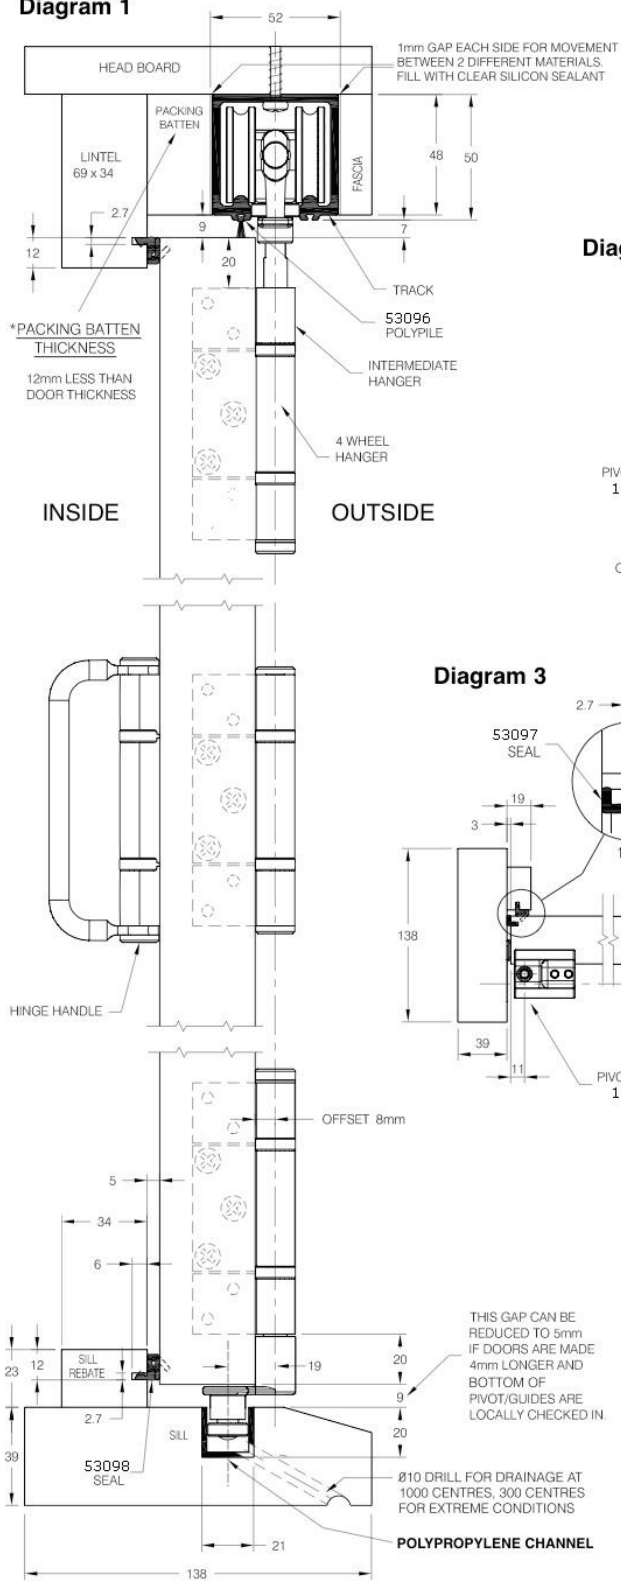 Diagram 1
52
HEAD BOARD
1mm GAP EACH SIDE FOR MOVEMENT
BETWEEN 2 DIFFERENT MATERIALS.
FILL WITH CLEAR SILICON SEALANT
PACKING
BATTEN
LINTEL
69 x 34
FASCIA
48
50
2.7
12
9
7
20
TRACK
53096
POLYPILE
*PACKING BATTEN
THICKNESS
12mm LESS THAN
DOOR THICKNESS
INTERMEDIATE
HANGER
4 WHEEL
HANGER
INSIDE
OUTSIDE
Diag
PIVO
1
C
Diagram 3
2.7
53097
SEAL
19
3
1
138
39
11
PIVO
1
HINGE HANDLE
OFFSET 8mm
5
34
6
THIS GAP CAN BE
REDUCED TO 5mm
IF DOORS ARE MADE
4mm LONGER AND
BOTTOM OF
PIVOT/GUIDES ARE
LOCALLY CHECKED IN.
23
12
SILL
REBATE
19
20
9
2.7
SILL
20
39
53098
SEAL
Ø10 DRILL FOR DRAINAGE AT
1000 CENTRES, 300 CENTRES
FOR EXTREME CONDITIONS
21
POLYPROPYLENE CHANNEL
138